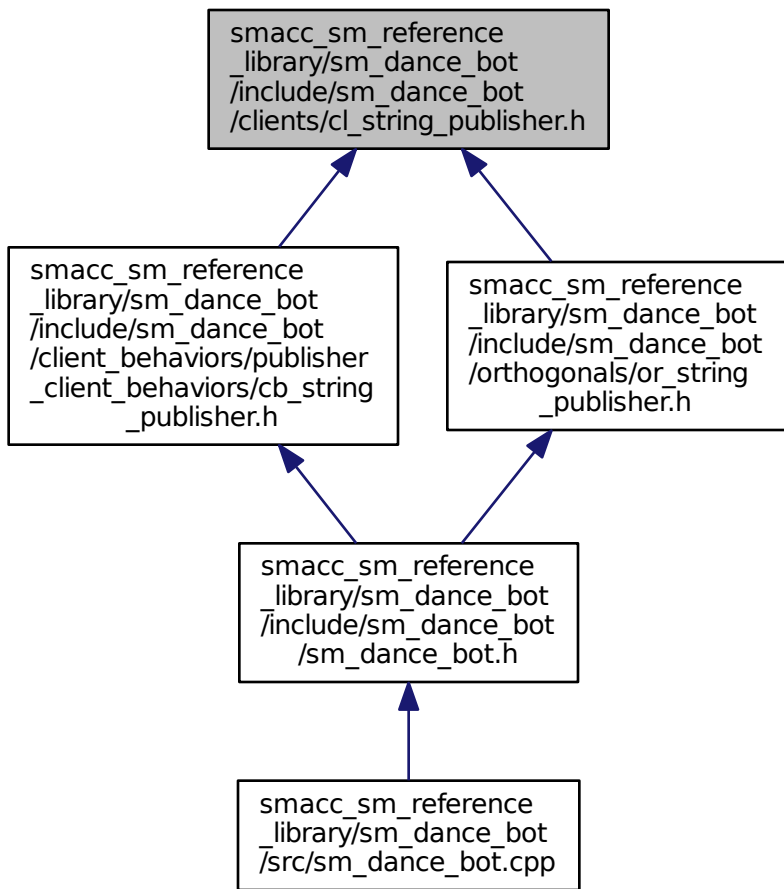 smacc_sm_reference
_library/sm_dance_bot
/include/sm_dance_bot
/clients/cl_string_publisher.h
smacc_sm_reference
_library/sm_dance_bot
/include/sm_dance_bot
/client_behaviors/publisher
_client_behaviors/cb_string
_publisher.h
smacc_sm_reference
_library/sm_dance_bot
/include/sm_dance_bot
/orthogonals/or_string
_publisher.h
smacc_sm_reference
_library/sm_dance_bot
/include/sm_dance_bot
/sm_dance_bot.h
smacc_sm_reference
_library/sm_dance_bot
/src/sm_dance_bot.cpp